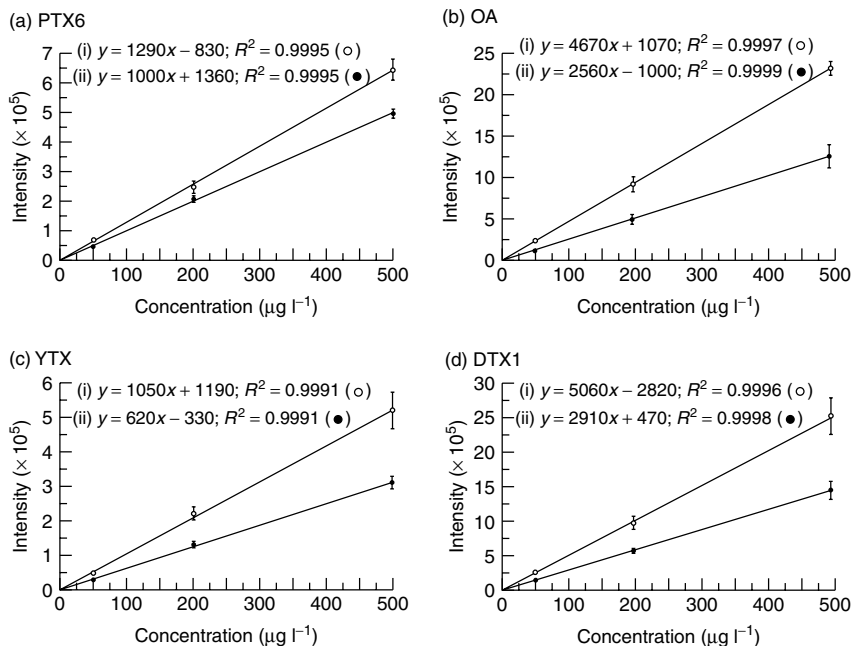 (a) PTX6
(i) y = 1290x – 830; R² = 0.9995 (○)
(ii) y = 1000x + 1360; R² = 0.9995 (●)
Intensity (× 10⁵)
7
6
5
4
3
2
1
0
0 100 200 300 400 500
Concentration (μg l⁻¹)
(b) OA
(i) y = 4670x + 1070; R² = 0.9997 (○)
(ii) y = 2560x – 1000; R² = 0.9999 (●)
Intensity (× 10⁵)
25
20
15
10
5
0
0 100 200 300 400 500
Concentration (μg l⁻¹)
(c) YTX
(i) y = 1050x + 1190; R² = 0.9991 (○)
(ii) y = 620x – 330; R² = 0.9991 (●)
Intensity (× 10⁵)
6
5
4
3
2
1
0
0 100 200 300 400 500
Concentration (μg l⁻¹)
(d) DTX1
(i) y = 5060x – 2820; R² = 0.9996 (○)
(ii) y = 2910x + 470; R² = 0.9998 (●)
Intensity (× 10⁵)
30
25
20
15
10
5
0
0 100 200 300 400 500
Concentration (μg l⁻¹)